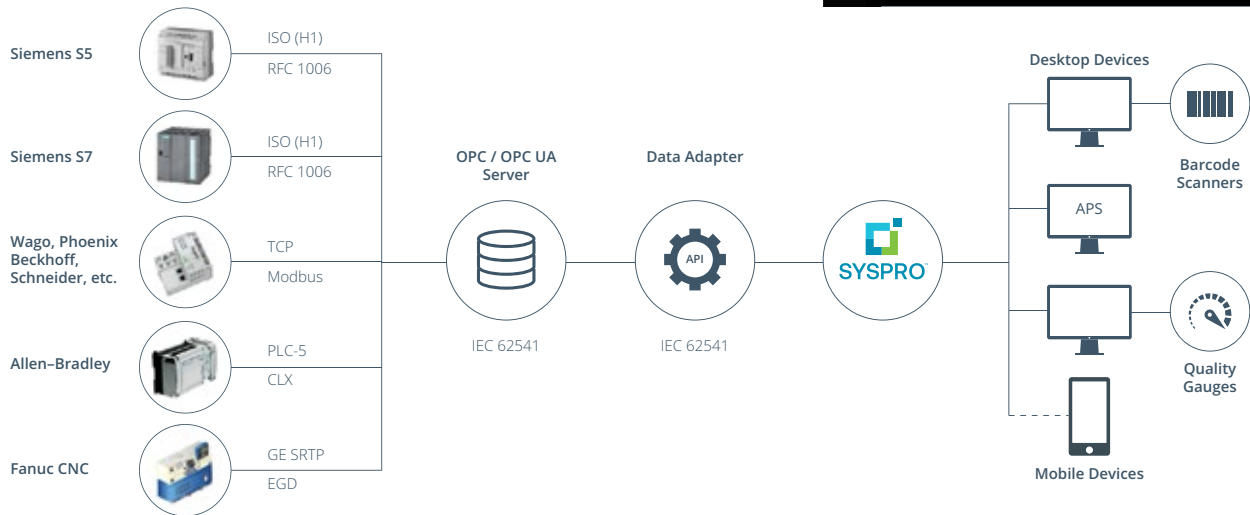 Siemens S5
ISO (H1)
RFC 1006
Siemens S7
ISO (H1)
RFC 1006
Wago, Phoenix
Beckhoff,
Schneider, etc.
TCP
Modbus
Allen–Bradley
PLC-5
CLX
Fanuc CNC
GE SRTP
EGD
OPC / OPC UA
Server
IEC 62541
Data Adapter
API
IEC 62541
SYSPRO™
Desktop Devices
Barcode
Scanners
APS
Quality
Gauges
Mobile Devices